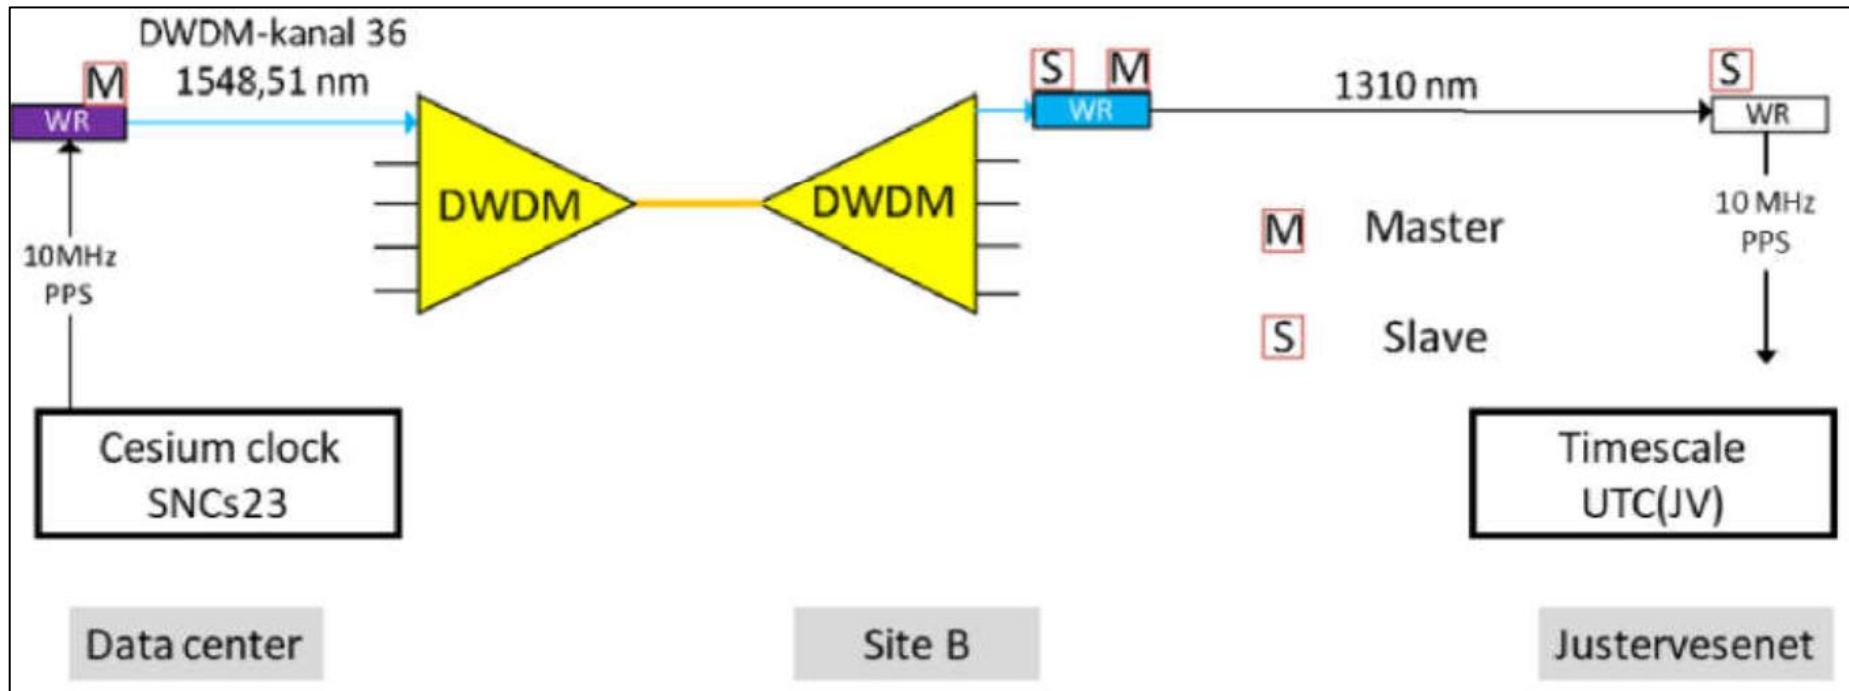 DWDM-kanal 36
1548,51 nm
M
WR
10MHz
PPS
Cesium clock
SNCs23
Data center
DWDM
DWDM
S M
WR
1310 nm
S
WR
10 MHz
PPS
M Master
S Slave
Timescale
UTC(JV)
Site B
Justervesenet